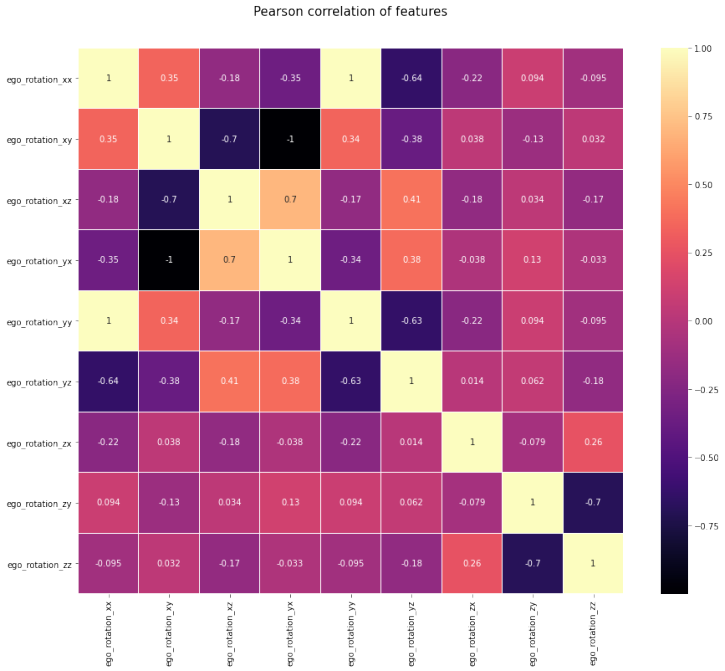 Pearson correlation of features
ego_rotation_xx 1 0.35 -0.18 -0.35 1 -0.64 -0.22 0.094 -0.095
ego_rotation_xy 0.35 1 -0.7 -1 0.34 -0.38 0.038 -0.13 0.032
ego_rotation_xz -0.18 -0.7 1 0.7 -0.17 0.41 -0.18 0.034 -0.17
ego_rotation_yx -0.35 -1 0.7 1 -0.34 0.38 -0.038 0.13 -0.033
ego_rotation_yy 1 0.34 -0.17 -0.34 1 -0.63 -0.22 0.094 -0.095
ego_rotation_yz -0.64 -0.38 0.41 0.38 -0.63 1 0.014 0.062 -0.18
ego_rotation_zx -0.22 0.038 -0.18 -0.038 -0.22 0.014 1 -0.079 0.26
ego_rotation_zy 0.094 -0.13 0.034 0.13 0.094 0.062 -0.079 1 -0.7
ego_rotation_zz -0.095 0.032 -0.17 -0.033 -0.095 -0.18 0.26 -0.7 1
ego_rotation_xx
ego_rotation_xy
ego_rotation_xz
ego_rotation_yx
ego_rotation_yy
ego_rotation_yz
ego_rotation_zx
ego_rotation_zy
ego_rotation_zz
1.00
0.75
0.50
0.25
0.00
−0.25
−0.50
−0.75